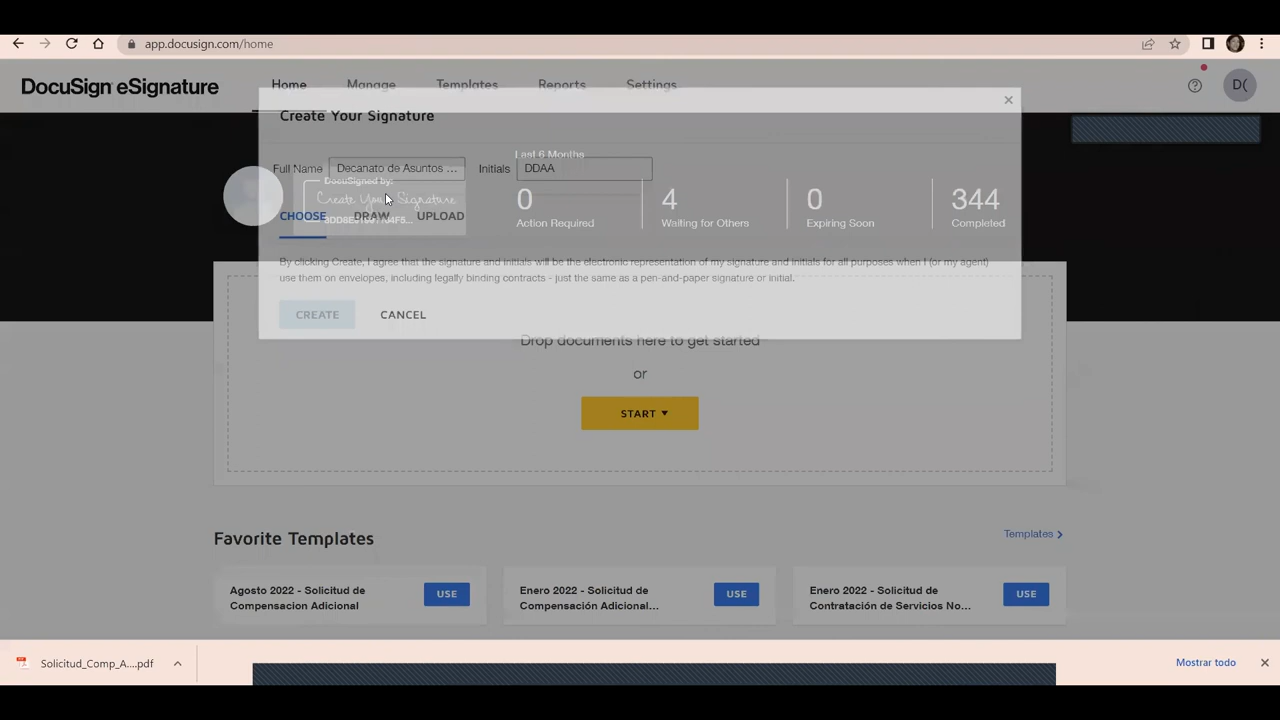 app.docusign.com/home
DocuSign eSignature
Home
Manage
Templates
Reports
Settings
D(
Create Your Signature
Full Name
Decanato de Asuntos ...
Initials
DDAA
Last 6 Months
DocuSigned by:
Create Your Signature
CHOOSE
DRAW
UPLOAD
0
Action Required
4
Waiting for Others
0
Expiring Soon
344
Completed
By clicking Create, I agree that the signature and initials will be the electronic representation of my signature and initials for all purposes when I (or my agent)
use them on envelopes, including legally binding contracts - just the same as a pen-and-paper signature or initial.
CREATE
CANCEL
Drop documents here to get started
or
START
Favorite Templates
Templates
Agosto 2022 - Solicitud de
Compensacion Adicional
USE
Enero 2022 - Solicitud de
Compensación Adicional...
USE
Enero 2022 - Solicitud de
Contratación de Servicios No...
USE
Solicitud_Comp_A....pdf
Mostrar todo